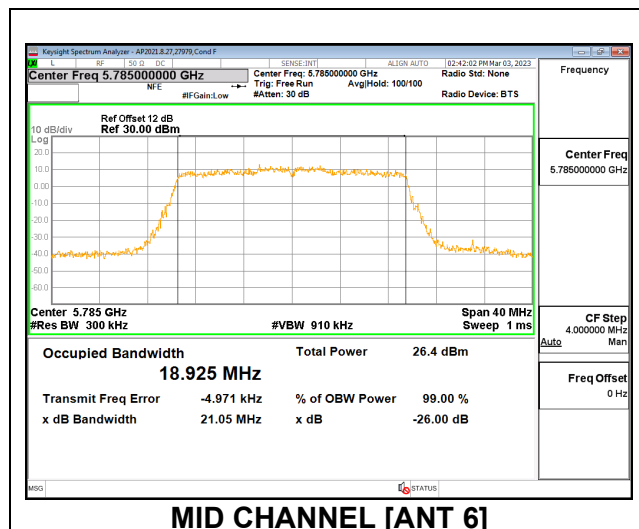 Keysight Spectrum Analyzer - AP2021.8.27,27979,Cond F
LXI L RF 50 Ω DC SENSE:INT ALIGN AUTO 02:42:02 PM Mar 03, 2023
Center Freq 5.785000000 GHz Center Freq: 5.785000000 GHz Radio Std: None
NFE Trig: Free Run Avg|Hold: 100/100
#IFGain:Low #Atten: 30 dB Radio Device: BTS
Frequency
Ref Offset 12 dB
10 dB/div Ref 30.00 dBm
Log
20.0
10.0
0.00
-10.0
-20.0
-30.0
-40.0
-50.0
-60.0
Center 5.785 GHz Span 40 MHz
#Res BW 300 kHz #VBW 910 kHz Sweep 1 ms
Center Freq
5.785000000 GHz
CF Step
4.000000 MHz
Auto Man
Freq Offset
0 Hz
Occupied Bandwidth Total Power 26.4 dBm
18.925 MHz
Transmit Freq Error -4.971 kHz % of OBW Power 99.00 %
x dB Bandwidth 21.05 MHz x dB -26.00 dB
MSG STATUS
MID CHANNEL [ANT 6]